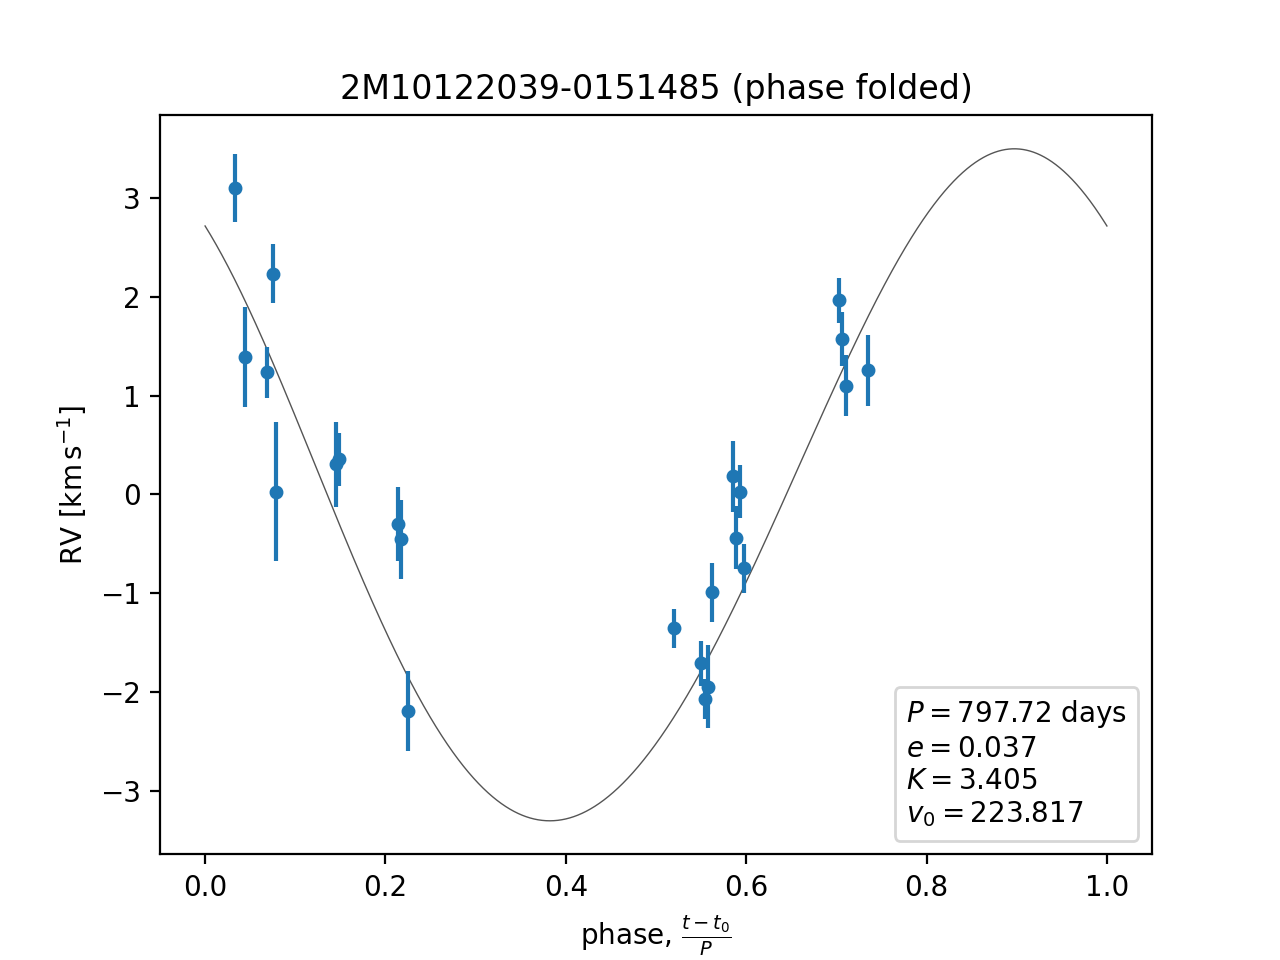 2M10122039-0151485 (phase folded)
RV [km s⁻¹]
3
2
1
0
−1
−2
−3
P = 797.72 days
e = 0.037
K = 3.405
v₀ = 223.817
0.0 0.2 0.4 0.6 0.8 1.0
phase, (t − t₀)/P